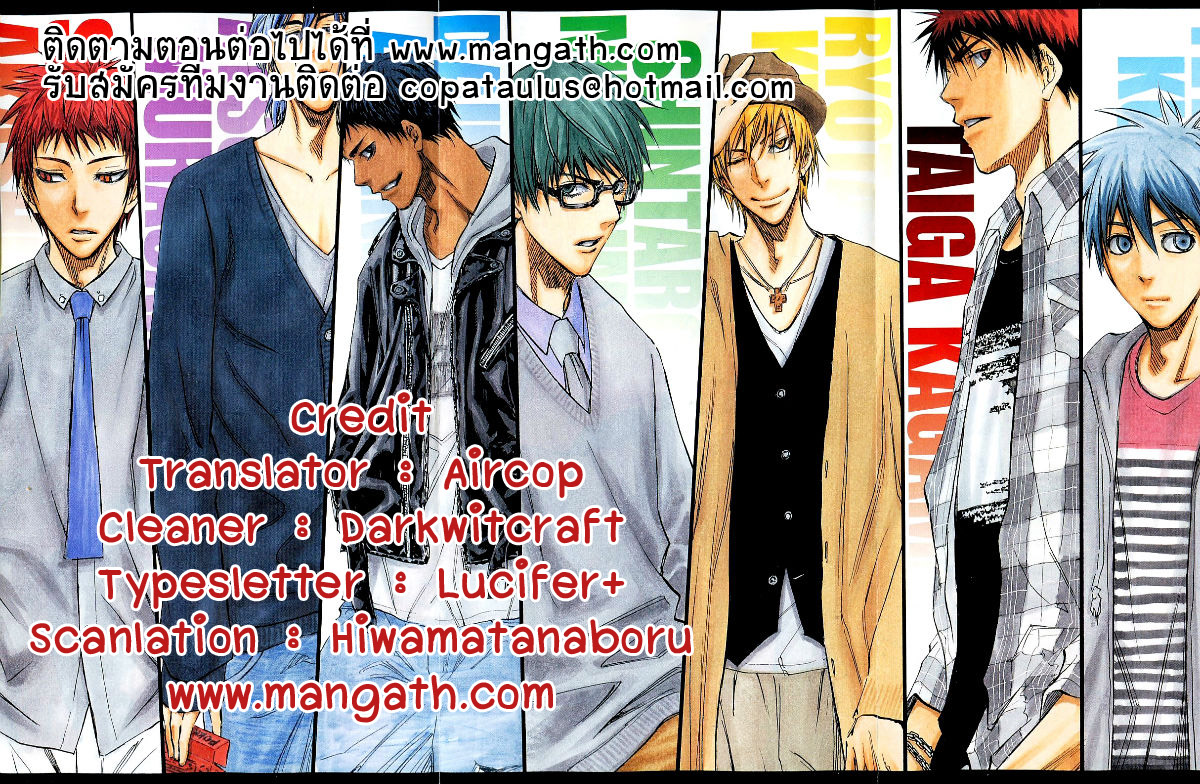 ติดตามตอนต่อไปได้ที่ www.mangath.com
รับสมัครทีมงานติดต่อ copataulus@hotmail.com
RYOT
TAIGA KAGAMI
Credit
Translator : Aircop
Cleaner : Darkwitcraft
Typesletter : Lucifer+
Scanlation : Hiwamatanaboru
www.mangath.com